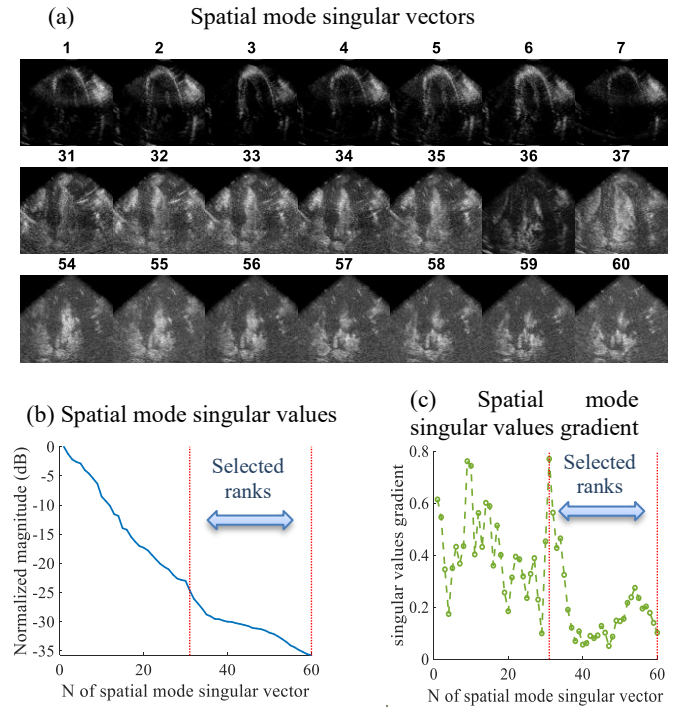 (a) Spatial mode singular vectors
1 2 3 4 5 6 7
31 32 33 34 35 36 37
54 55 56 57 58 59 60
(b) Spatial mode singular values
0
-5
-10
-15
-20
-25
-30
-35
0 20 40 60
Normalized magnitude (dB)
N of spatial mode singular vector
Selected
ranks
(c) Spatial mode
singular values gradient
0.8
0.6
0.4
0.2
0
0 20 40 60
singular values gradient
N of spatial mode singular vector
Selected
ranks